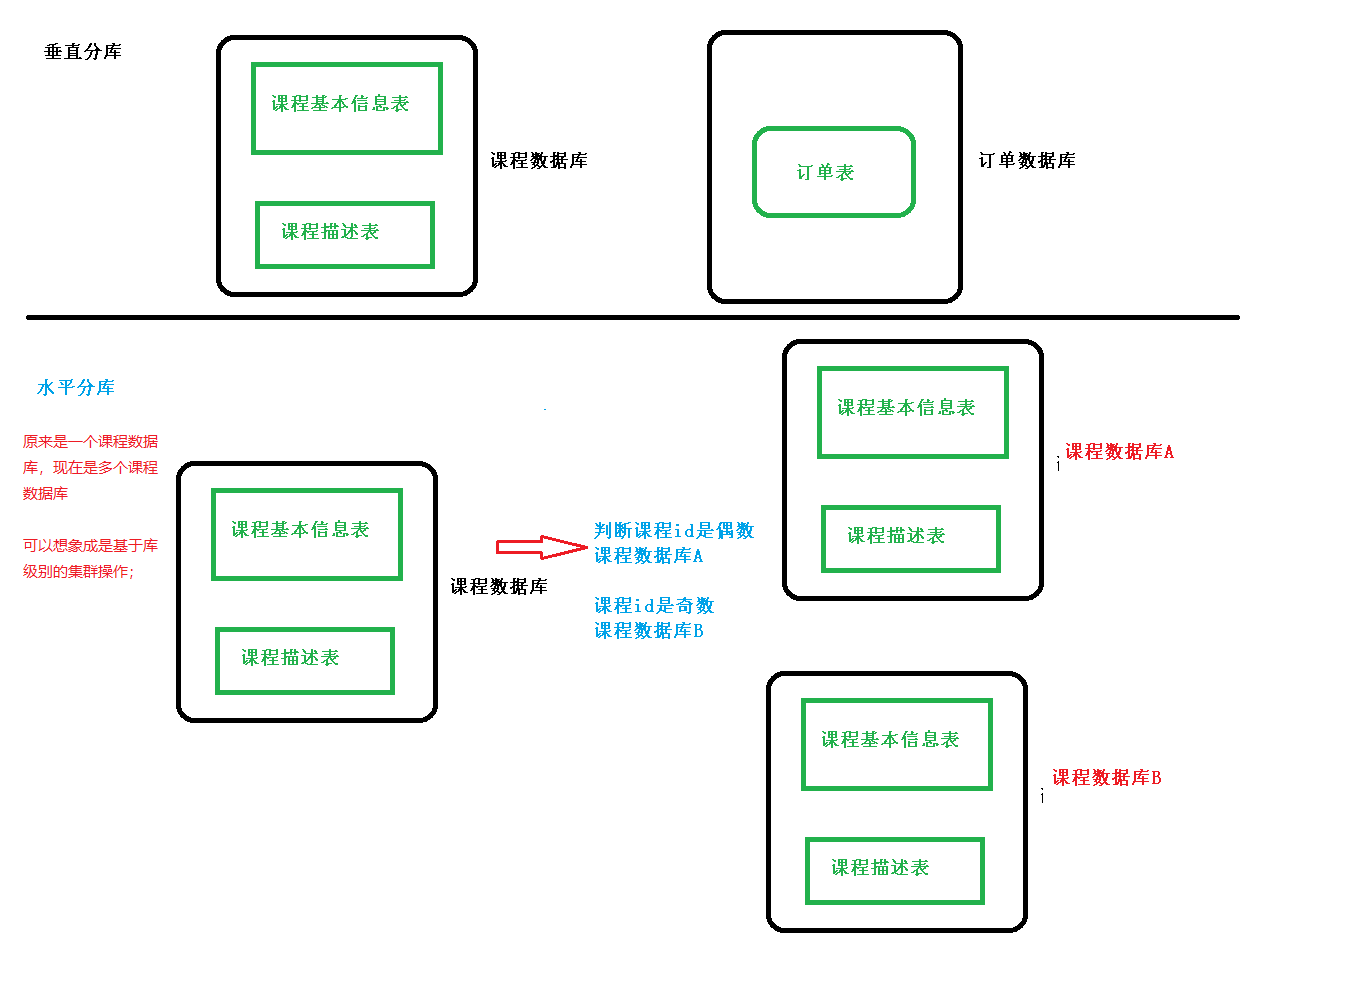 垂直分库
课程基本信息表
课程描述表
课程数据库
订单表
订单数据库
水平分库
原来是一个课程数据
库，现在是多个课程
数据库
可以想象成是基于库
级别的集群操作；
课程基本信息表
课程描述表
课程数据库
判断课程id是偶数
课程数据库A
课程id是奇数
课程数据库B
课程基本信息表
课程描述表
i
课程数据库A
课程基本信息表
课程描述表
i
课程数据库B